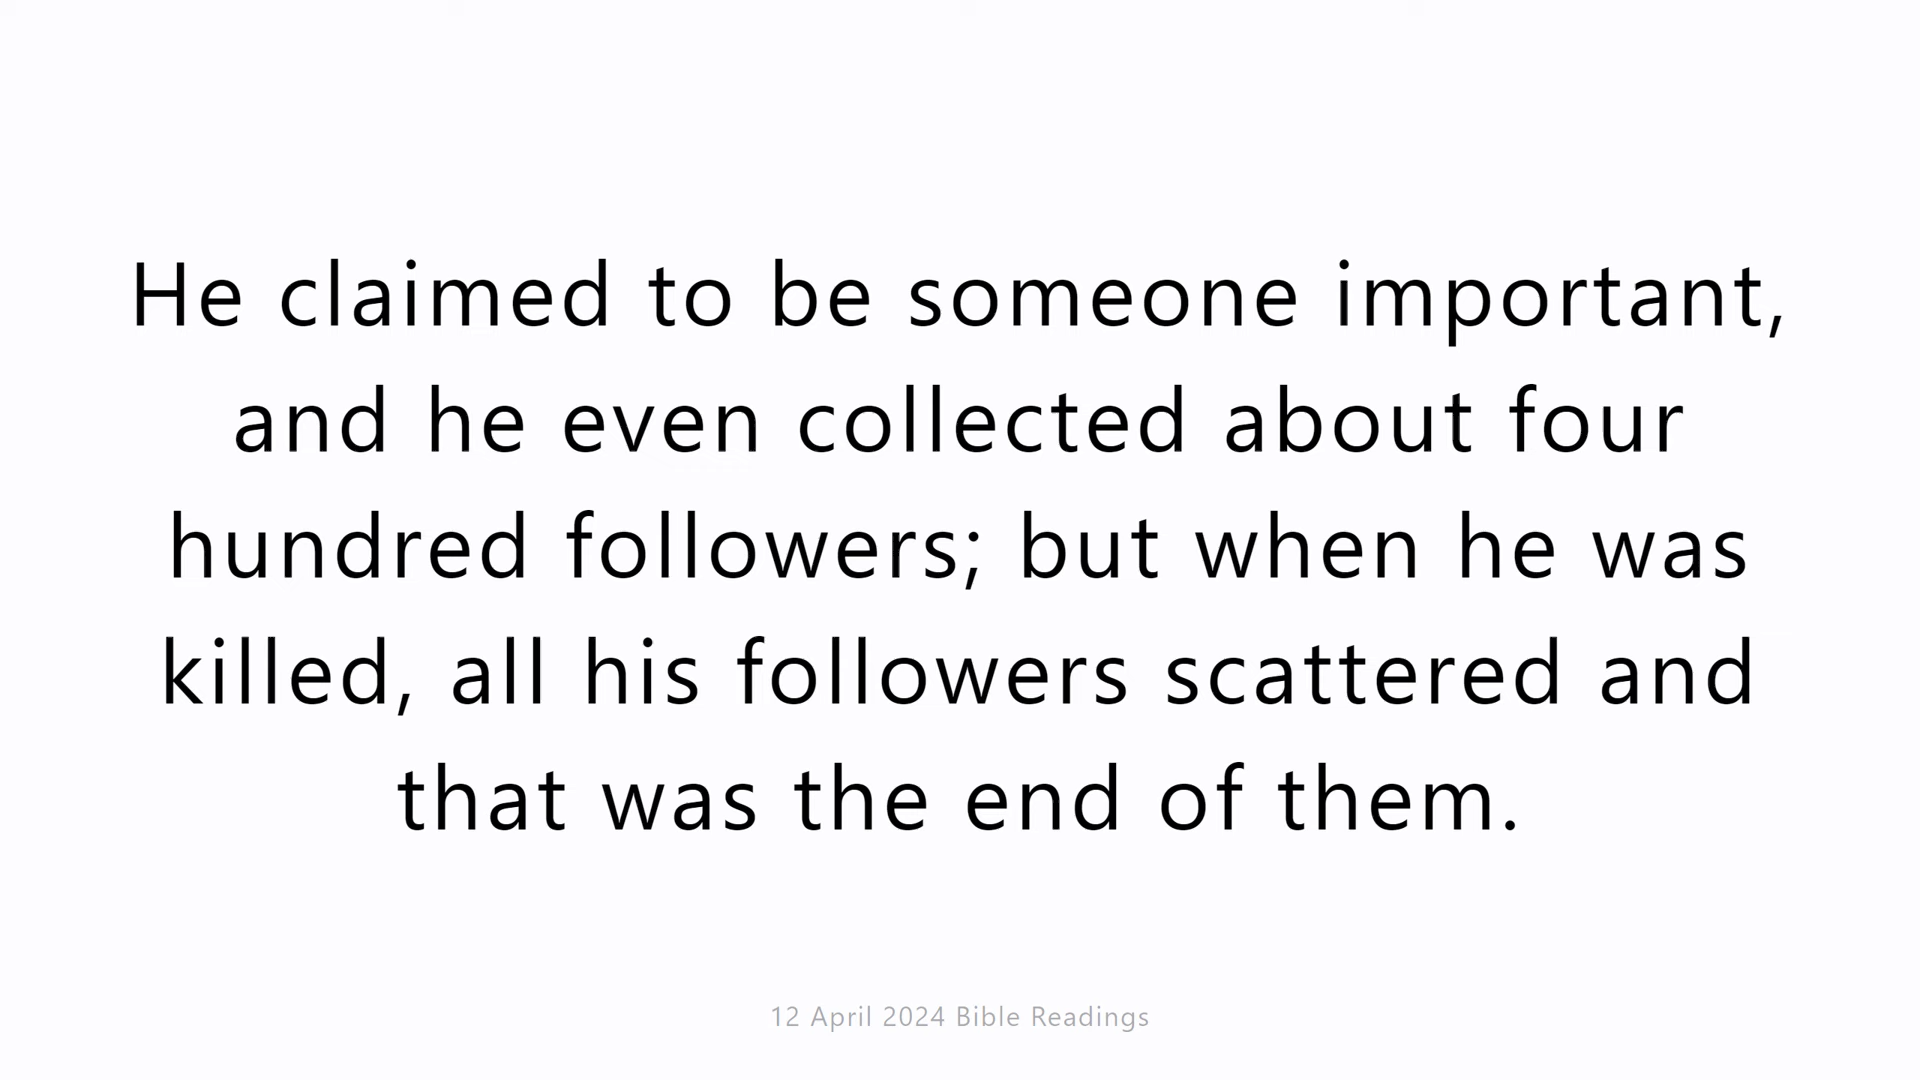 He claimed to be someone important,
and he even collected about four
hundred followers; but when he was
killed, all his followers scattered and
that was the end of them.
12 April 2024 Bible Readings